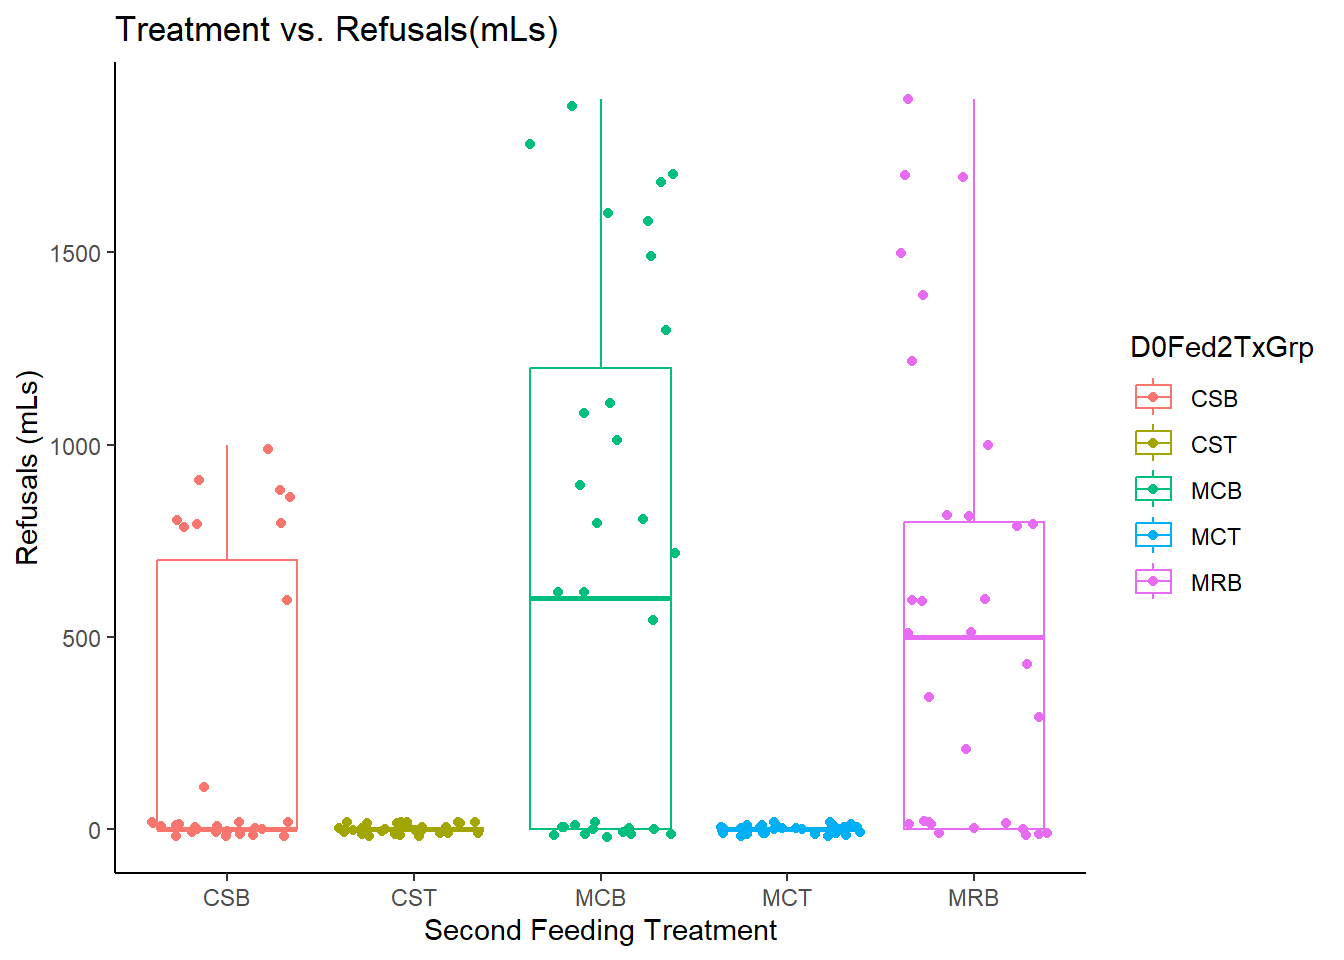 Treatment vs. Refusals(mLs)
Refusals (mLs)
1500
1000
500
0
CSB
CST
MCB
MCT
MRB
Second Feeding Treatment
D0Fed2TxGrp
CSB
CST
MCB
MCT
MRB